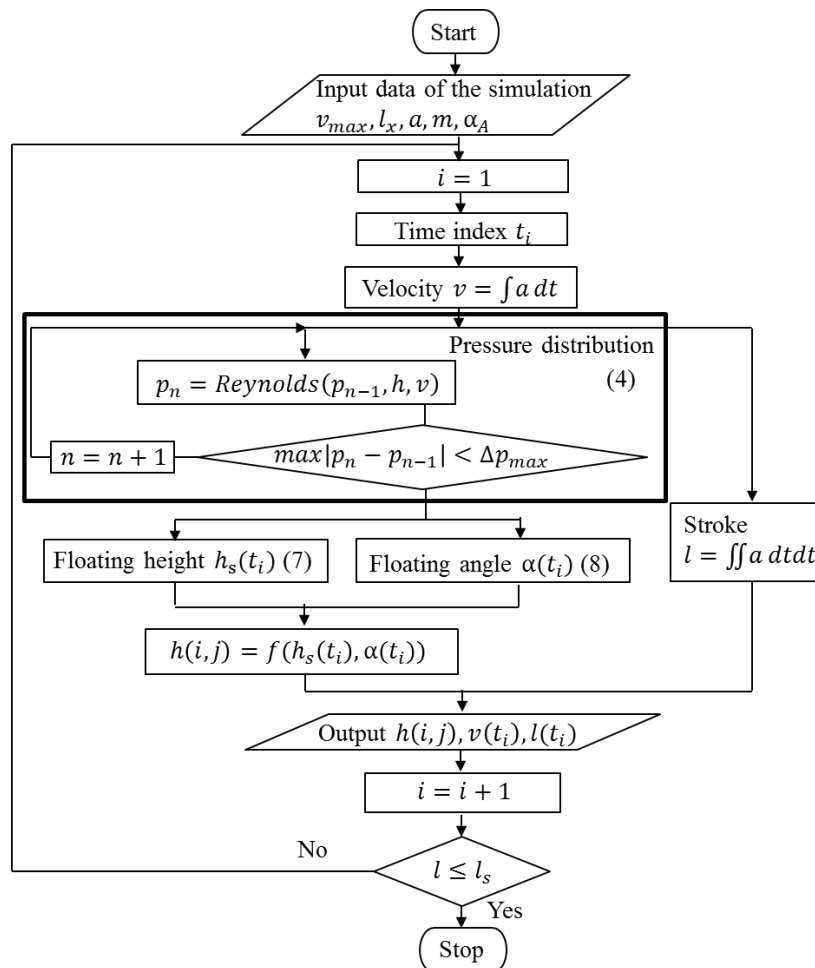 Start
Input data of the simulation
v_max, l_x, a, m, α_A
i = 1
Time index t_i
Velocity v = ∫ a dt
Pressure distribution
(4)
p_n = Reynolds(p_{n−1}, h, v)
n = n + 1
max|p_n − p_{n−1}| < Δp_max
Floating height h_s(t_i) (7)
Floating angle α(t_i) (8)
Stroke
l = ∬ a dtdt
h(i, j) = f(h_s(t_i), α(t_i))
Output h(i, j), v(t_i), l(t_i)
i = i + 1
No
l ≤ l_s
Yes
Stop